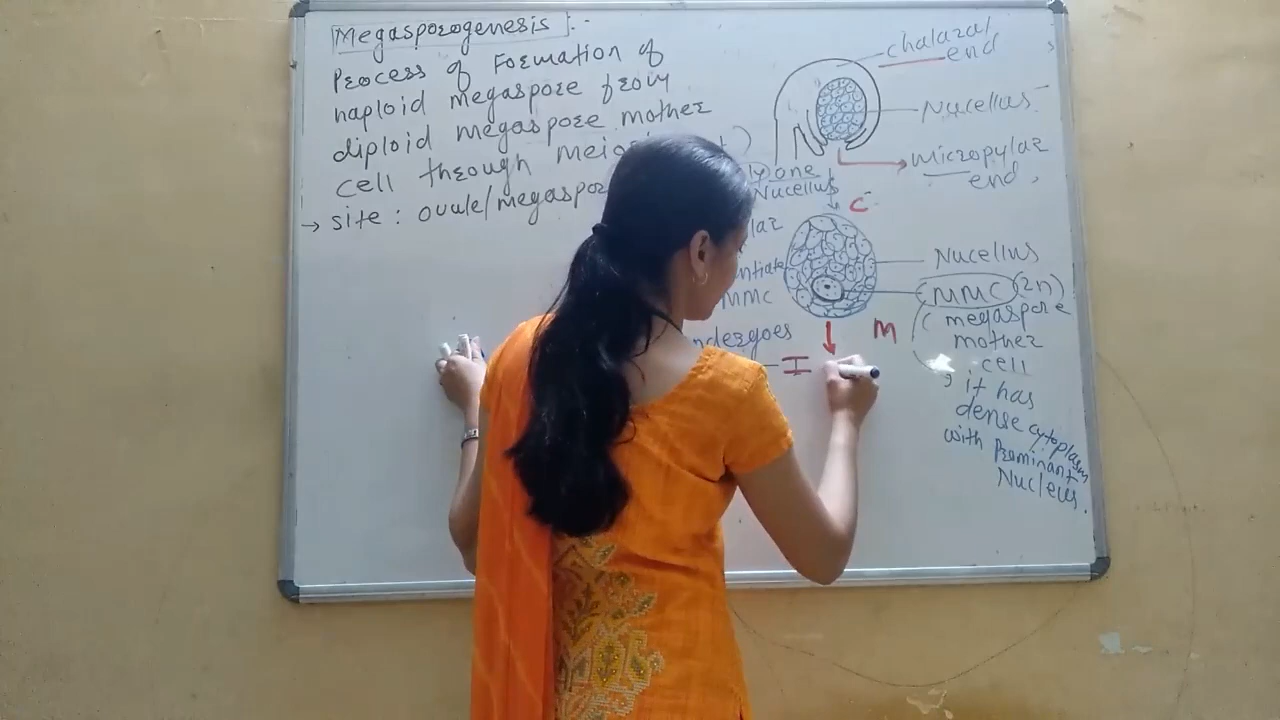 Megasporogenesis :-
Process of Formation of
haploid megaspore from
diploid megaspore mother
cell through
→ site : ovule/megaspor
one
Nucellus
MMC
I
chalazal
end
Nucellus
Micropylar
end
C
Nucellus
MMC (2n)
( megaspore
mother
cell
it has
dense cytoplasm
with Prominant
Nucleus.
M